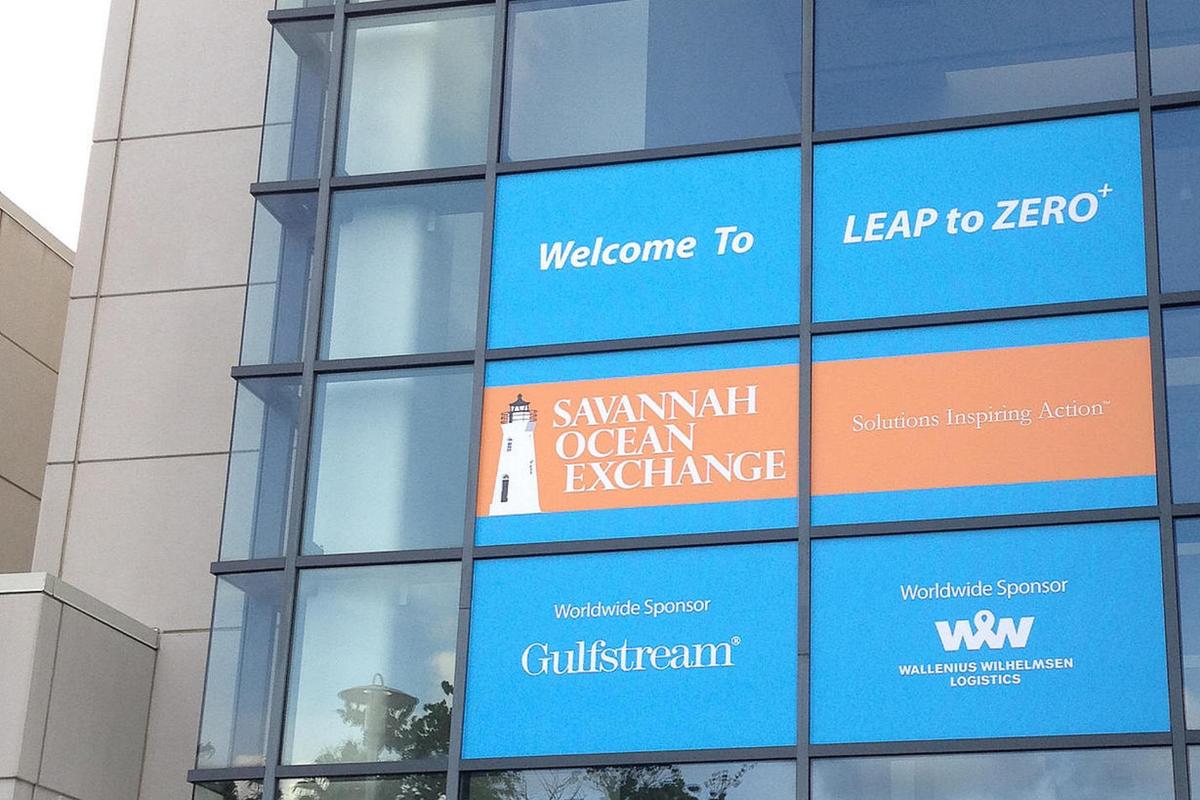 Welcome To
LEAP to ZERO+
SAVANNAH
OCEAN
EXCHANGE
Solutions Inspiring Action™
Worldwide Sponsor
Gulfstream®
Worldwide Sponsor
W&W
WALLENIUS WILHELMSEN
LOGISTICS